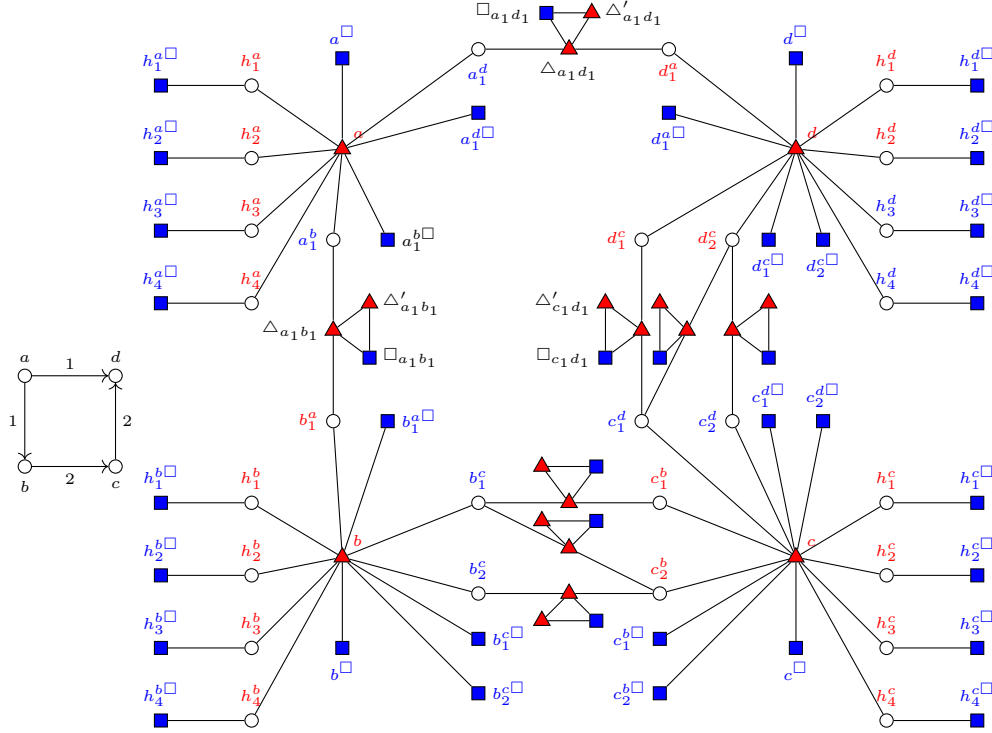 □a₁d₁ △′a₁d₁
a□ d□
h₁ᵃ□ h₁ᵃ a₁ᵈ △a₁d₁ d₁ᵃ h₁ᵈ h₁ᵈ□
h₂ᵃ□ h₂ᵃ a a₁ᵈ□ d₁ᵃ□ d h₂ᵈ h₂ᵈ□
h₃ᵃ□ h₃ᵃ h₃ᵈ h₃ᵈ□
a₁ᵇ a₁ᵇ□ d₁ᶜ d₂ᶜ d₁ᶜ□ d₂ᶜ□
h₄ᵃ□ h₄ᵃ h₄ᵈ h₄ᵈ□
△′a₁b₁ △′c₁d₁
△a₁b₁
□a₁b₁ □c₁d₁
a 1 d
1 2
b 2 c
c₁ᵈ□ c₂ᵈ□
b₁ᵃ b₁ᵃ□ c₁ᵈ c₂ᵈ
h₁ᵇ□ h₁ᵇ b₁ᶜ c₁ᵇ h₁ᶜ h₁ᶜ□
h₂ᵇ□ h₂ᵇ b b₂ᶜ c₂ᵇ c h₂ᶜ h₂ᶜ□
h₃ᵇ□ h₃ᵇ b₁ᶜ□ c₁ᵇ□ h₃ᶜ h₃ᶜ□
b□ c□
h₄ᵇ□ h₄ᵇ b₂ᶜ□ c₂ᵇ□ h₄ᶜ h₄ᶜ□